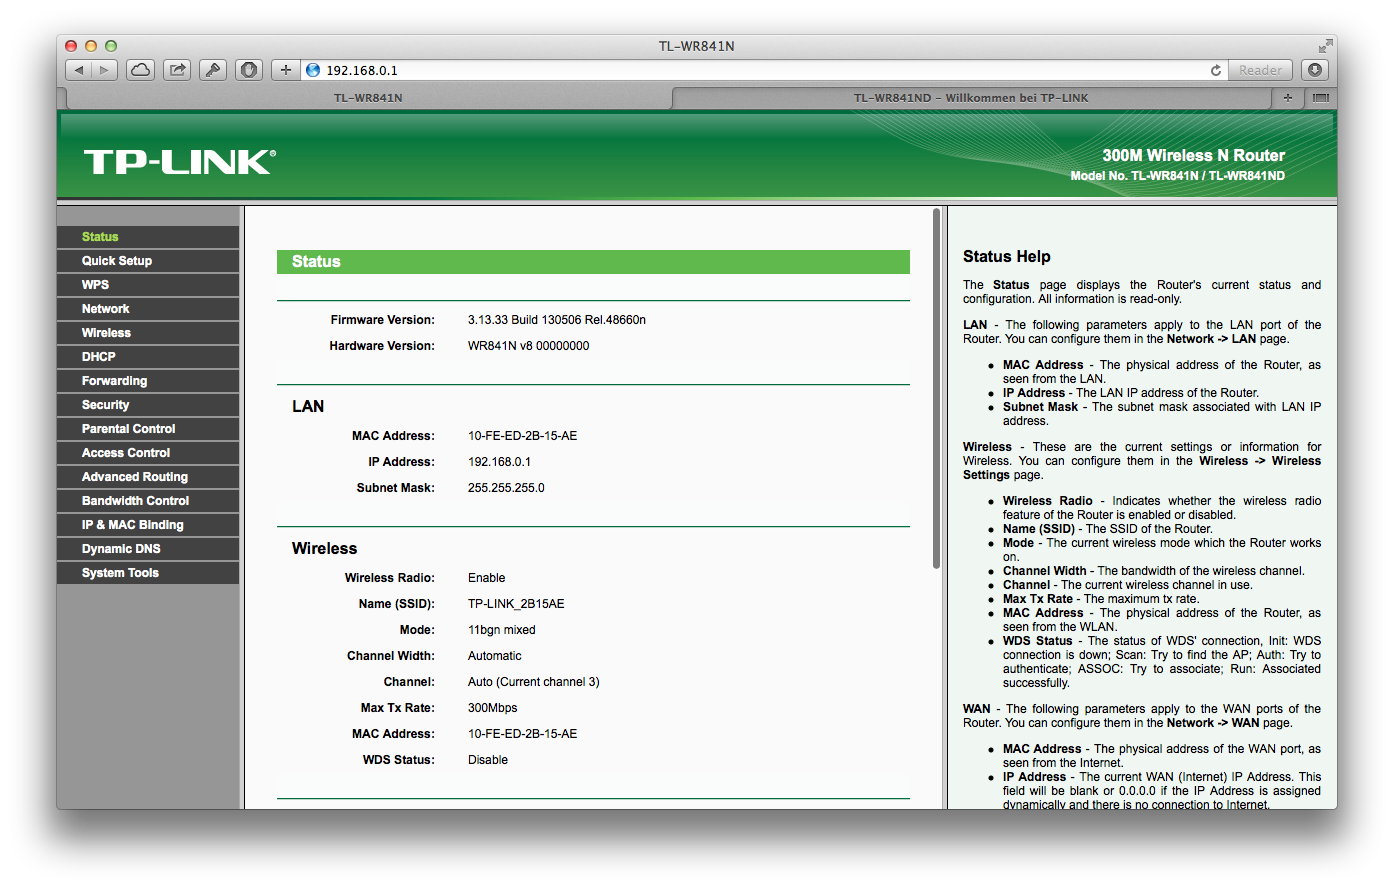 TL-WR841N
192.168.0.1
Reader
TL-WR841N
TL-WR841ND – Willkommen bei TP-LINK
TP-LINK®
300M Wireless N Router
Model No. TL-WR841N / TL-WR841ND
Status
Quick Setup
WPS
Network
Wireless
DHCP
Forwarding
Security
Parental Control
Access Control
Advanced Routing
Bandwidth Control
IP & MAC Binding
Dynamic DNS
System Tools
Status
Firmware Version: 3.13.33 Build 130506 Rel.48660n
Hardware Version: WR841N v8 00000000
LAN
MAC Address: 10-FE-ED-2B-15-AE
IP Address: 192.168.0.1
Subnet Mask: 255.255.255.0
Wireless
Wireless Radio: Enable
Name (SSID): TP-LINK_2B15AE
Mode: 11bgn mixed
Channel Width: Automatic
Channel: Auto (Current channel 3)
Max Tx Rate: 300Mbps
MAC Address: 10-FE-ED-2B-15-AE
WDS Status: Disable
Status Help
The Status page displays the Router's current status and
configuration. All information is read-only.
LAN - The following parameters apply to the LAN port of the
Router. You can configure them in the Network -> LAN page.
• MAC Address - The physical address of the Router, as
seen from the LAN.
• IP Address - The LAN IP address of the Router.
• Subnet Mask - The subnet mask associated with LAN IP
address.
Wireless - These are the current settings or information for
Wireless. You can configure them in the Wireless -> Wireless
Settings page.
• Wireless Radio - Indicates whether the wireless radio
feature of the Router is enabled or disabled.
• Name (SSID) - The SSID of the Router.
• Mode - The current wireless mode which the Router works
on.
• Channel Width - The bandwidth of the wireless channel.
• Channel - The current wireless channel in use.
• Max Tx Rate - The maximum tx rate.
• MAC Address - The physical address of the Router, as
seen from the WLAN.
• WDS Status - The status of WDS' connection, Init: WDS
connection is down; Scan: Try to find the AP; Auth: Try to
authenticate; ASSOC: Try to associate; Run: Associated
successfully.
WAN - The following parameters apply to the WAN ports of the
Router. You can configure them in the Network -> WAN page.
• MAC Address - The physical address of the WAN port, as
seen from the Internet.
• IP Address - The current WAN (Internet) IP Address. This
field will be blank or 0.0.0.0 if the IP Address is assigned
dynamically and there is no connection to Internet.